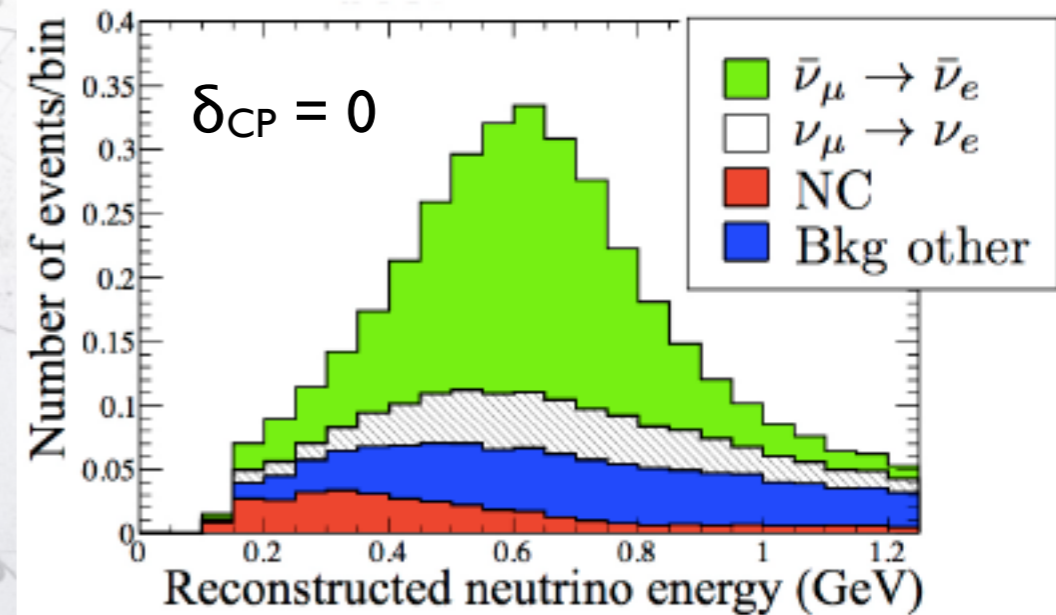 Number of events/bin
0.4
0.35
0.3
0.25
0.2
0.15
0.1
0.05
0
δCP = 0
ν̄μ → ν̄e
νμ → νe
NC
Bkg other
0 0.2 0.4 0.6 0.8 1 1.2
Reconstructed neutrino energy (GeV)